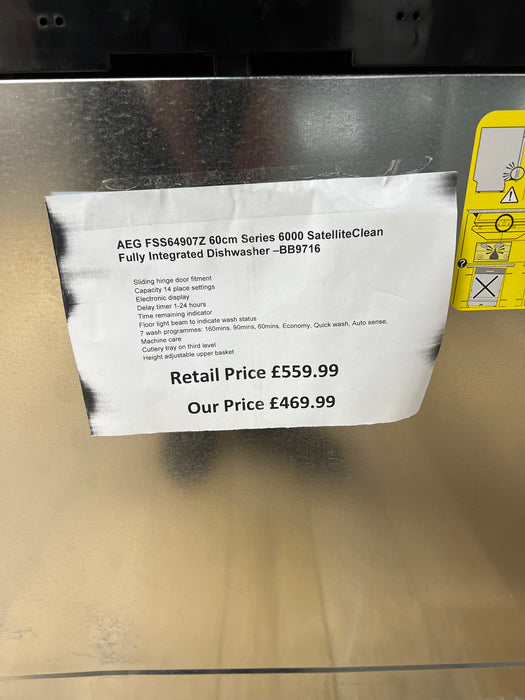 AEG FSS64907Z 60cm Series 6000 SatelliteClean
Fully Integrated Dishwasher –BB9716
Sliding hinge door fitment
Capacity 14 place settings
Electronic display
Delay timer 1-24 hours
Time remaining indicator
Floor light beam to indicate wash status
7 wash programmes: 160mins, 90mins, 60mins, Economy, Quick wash, Auto sense,
Machine care
Cutlery tray on third level
Height adjustable upper basket
Retail Price £559.99
Our Price £469.99